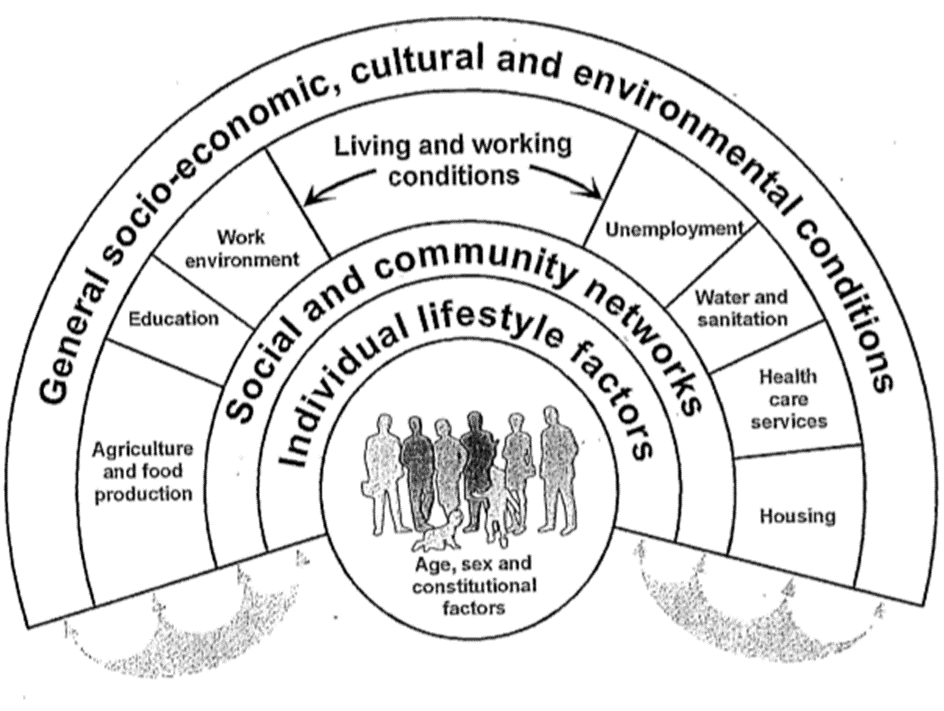 General socio-economic, cultural and environmental conditions
Living and working
conditions
Work
environment
Education
Agriculture
and food
production
Unemployment
Water and
sanitation
Health
care
services
Housing
Social and community networks
Individual lifestyle factors
Age, sex and
constitutional
factors